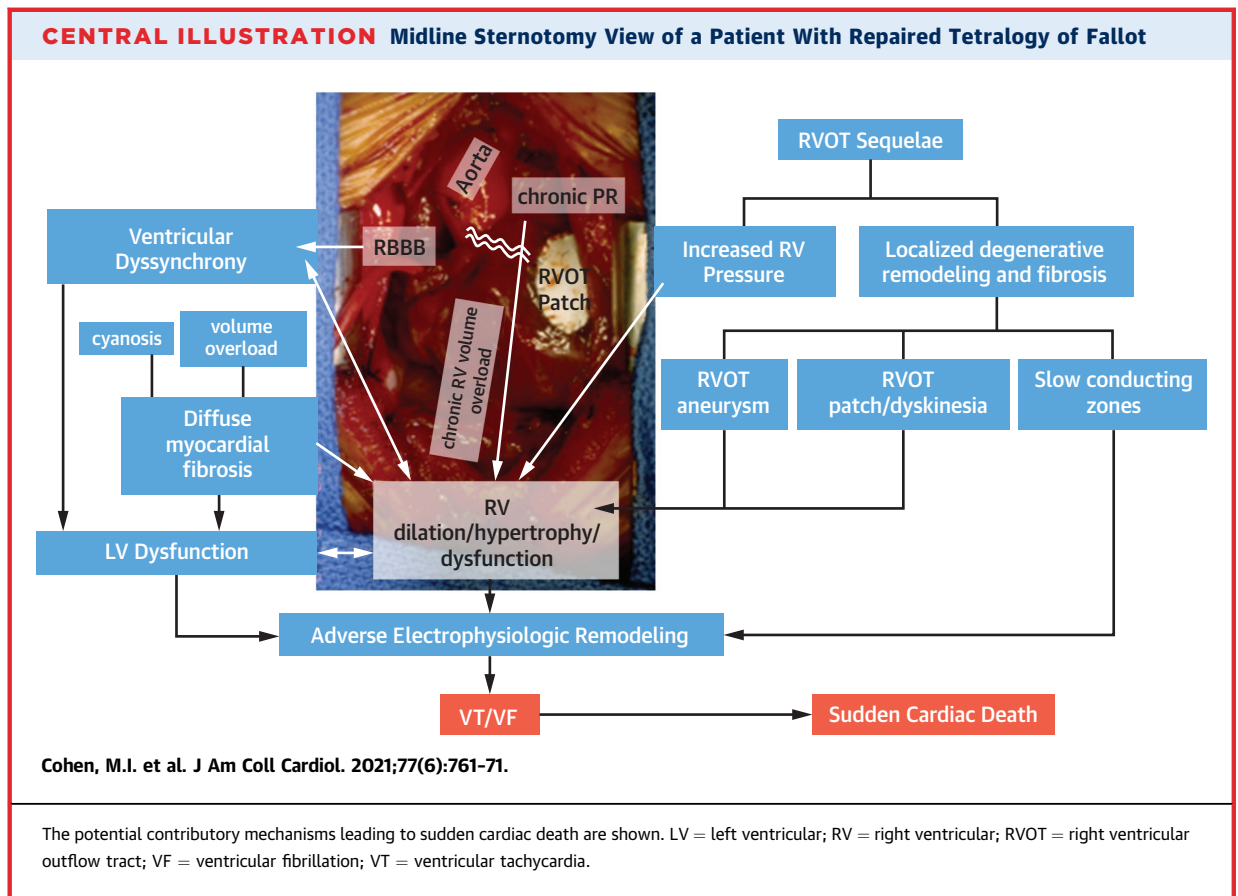 CENTRAL ILLUSTRATION Midline Sternotomy View of a Patient With Repaired Tetralogy of Fallot
RVOT Sequelae
Aorta
chronic PR
Ventricular
Dyssynchrony
RBBB
Increased RV
Pressure
Localized degenerative
remodeling and fibrosis
RVOT
Patch
cyanosis
volume
overload
chronic RV volume
overload
RVOT
aneurysm
RVOT
patch/dyskinesia
Slow conducting
zones
Diffuse
myocardial
fibrosis
RV
dilation/hypertrophy/
dysfunction
LV Dysfunction
Adverse Electrophysiologic Remodeling
VT/VF
Sudden Cardiac Death
Cohen, M.I. et al. J Am Coll Cardiol. 2021;77(6):761–71.
The potential contributory mechanisms leading to sudden cardiac death are shown. LV = left ventricular; RV = right ventricular; RVOT = right ventricular
outflow tract; VF = ventricular fibrillation; VT = ventricular tachycardia.